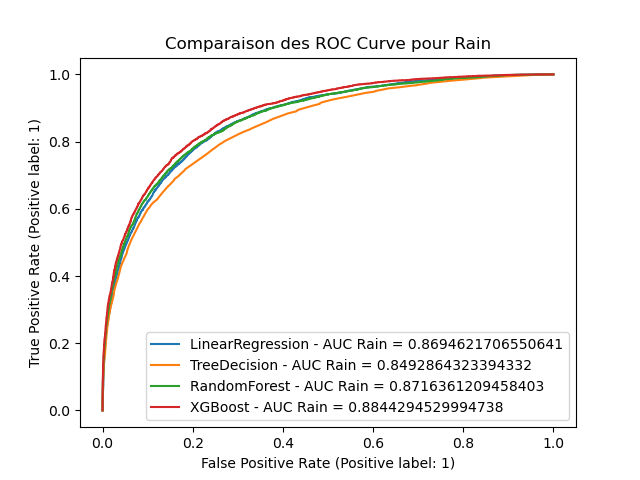 Comparaison des ROC Curve pour Rain
True Positive Rate (Positive label: 1)
1.0
0.8
0.6
0.4
0.2
0.0
LinearRegression - AUC Rain = 0.8694621706550641
TreeDecision - AUC Rain = 0.8492864323394332
RandomForest - AUC Rain = 0.8716361209458403
XGBoost - AUC Rain = 0.8844294529994738
0.0 0.2 0.4 0.6 0.8 1.0
False Positive Rate (Positive label: 1)